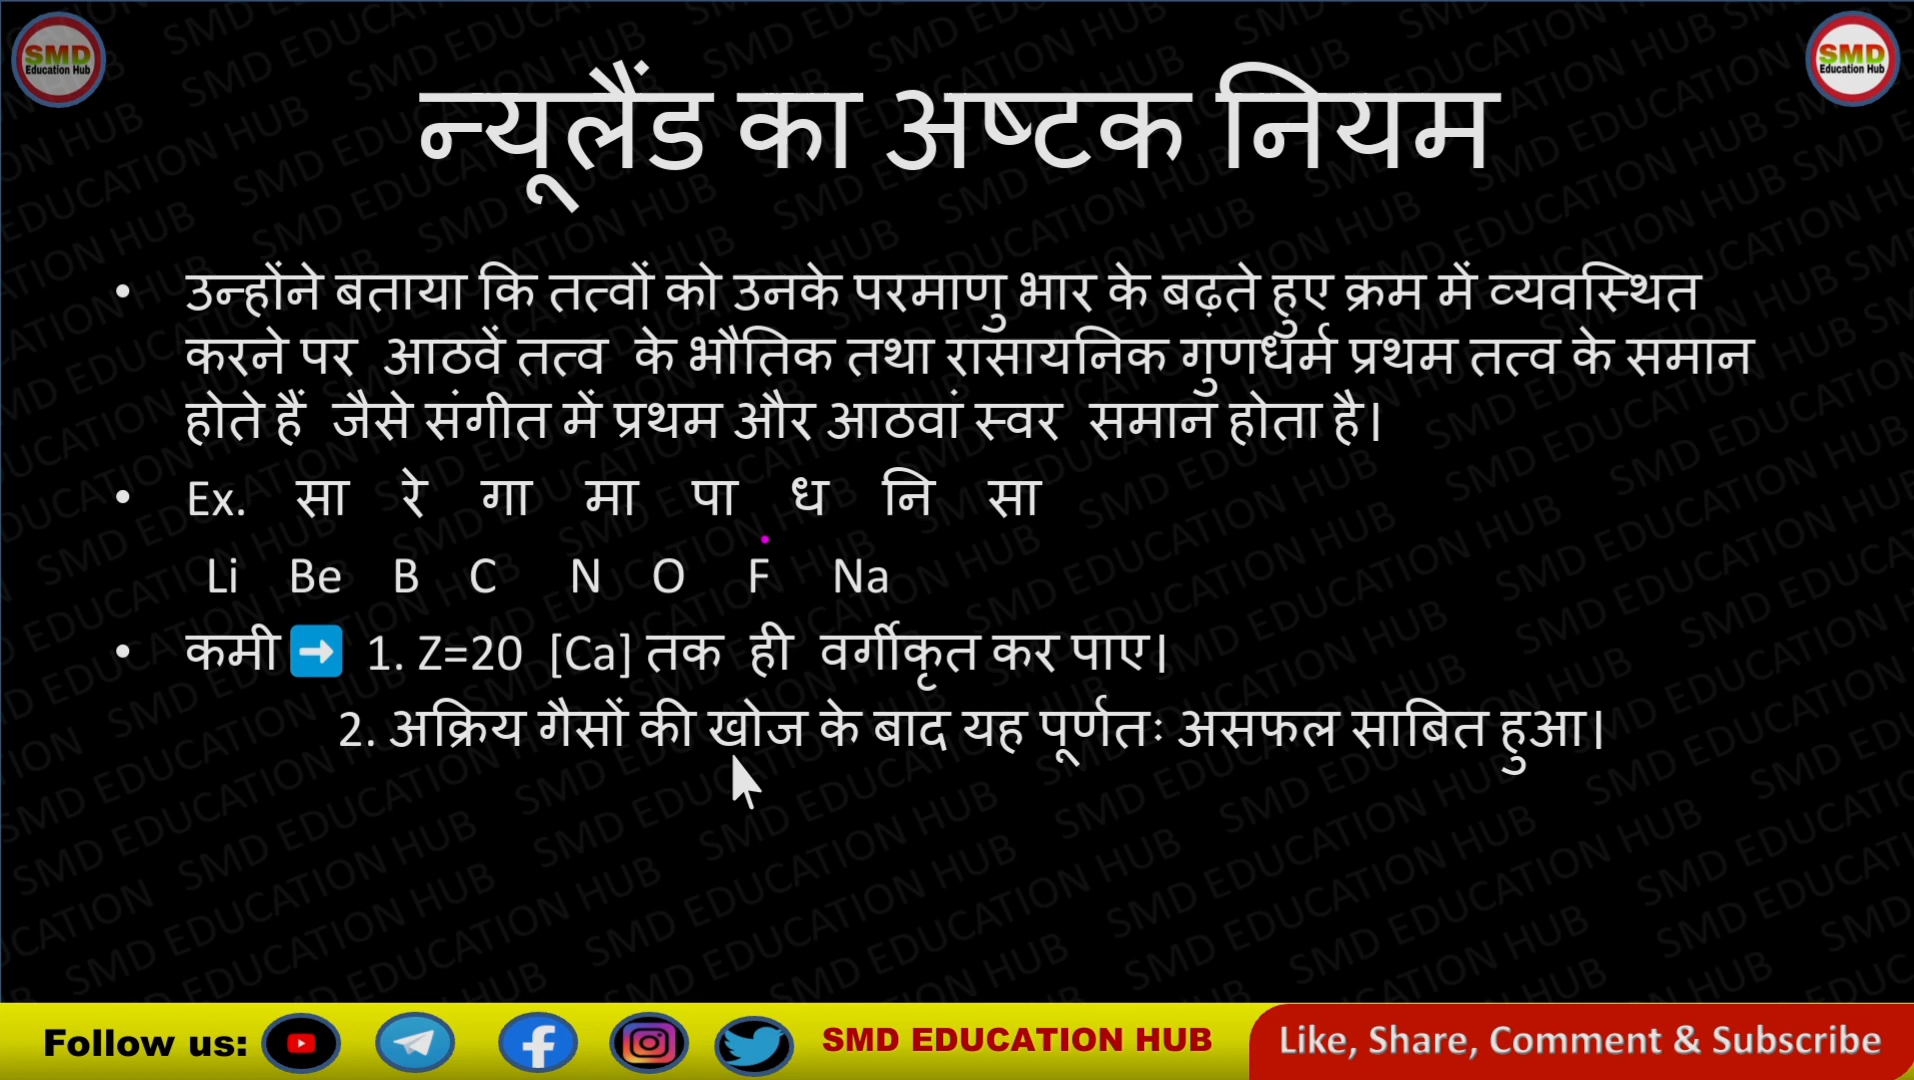 SMD
Education Hub
SMD
Education Hub
न्यूलैंड का अष्टक नियम
• उन्होंने बताया कि तत्वों को उनके परमाणु भार के बढ़ते हुए क्रम में व्यवस्थित
करने पर आठवें तत्व के भौतिक तथा रासायनिक गुणधर्म प्रथम तत्व के समान
होते हैं जैसे संगीत में प्रथम और आठवां स्वर समान होता है।
• Ex. सा रे गा मा पा ध नि सा
Li Be B C N O F Na
• कमी ➡ 1. Z=20 [Ca] तक ही वर्गीकृत कर पाए।
2. अक्रिय गैसों की खोज के बाद यह पूर्णतः असफल साबित हुआ।
Follow us: SMD EDUCATION HUB Like, Share, Comment & Subscribe